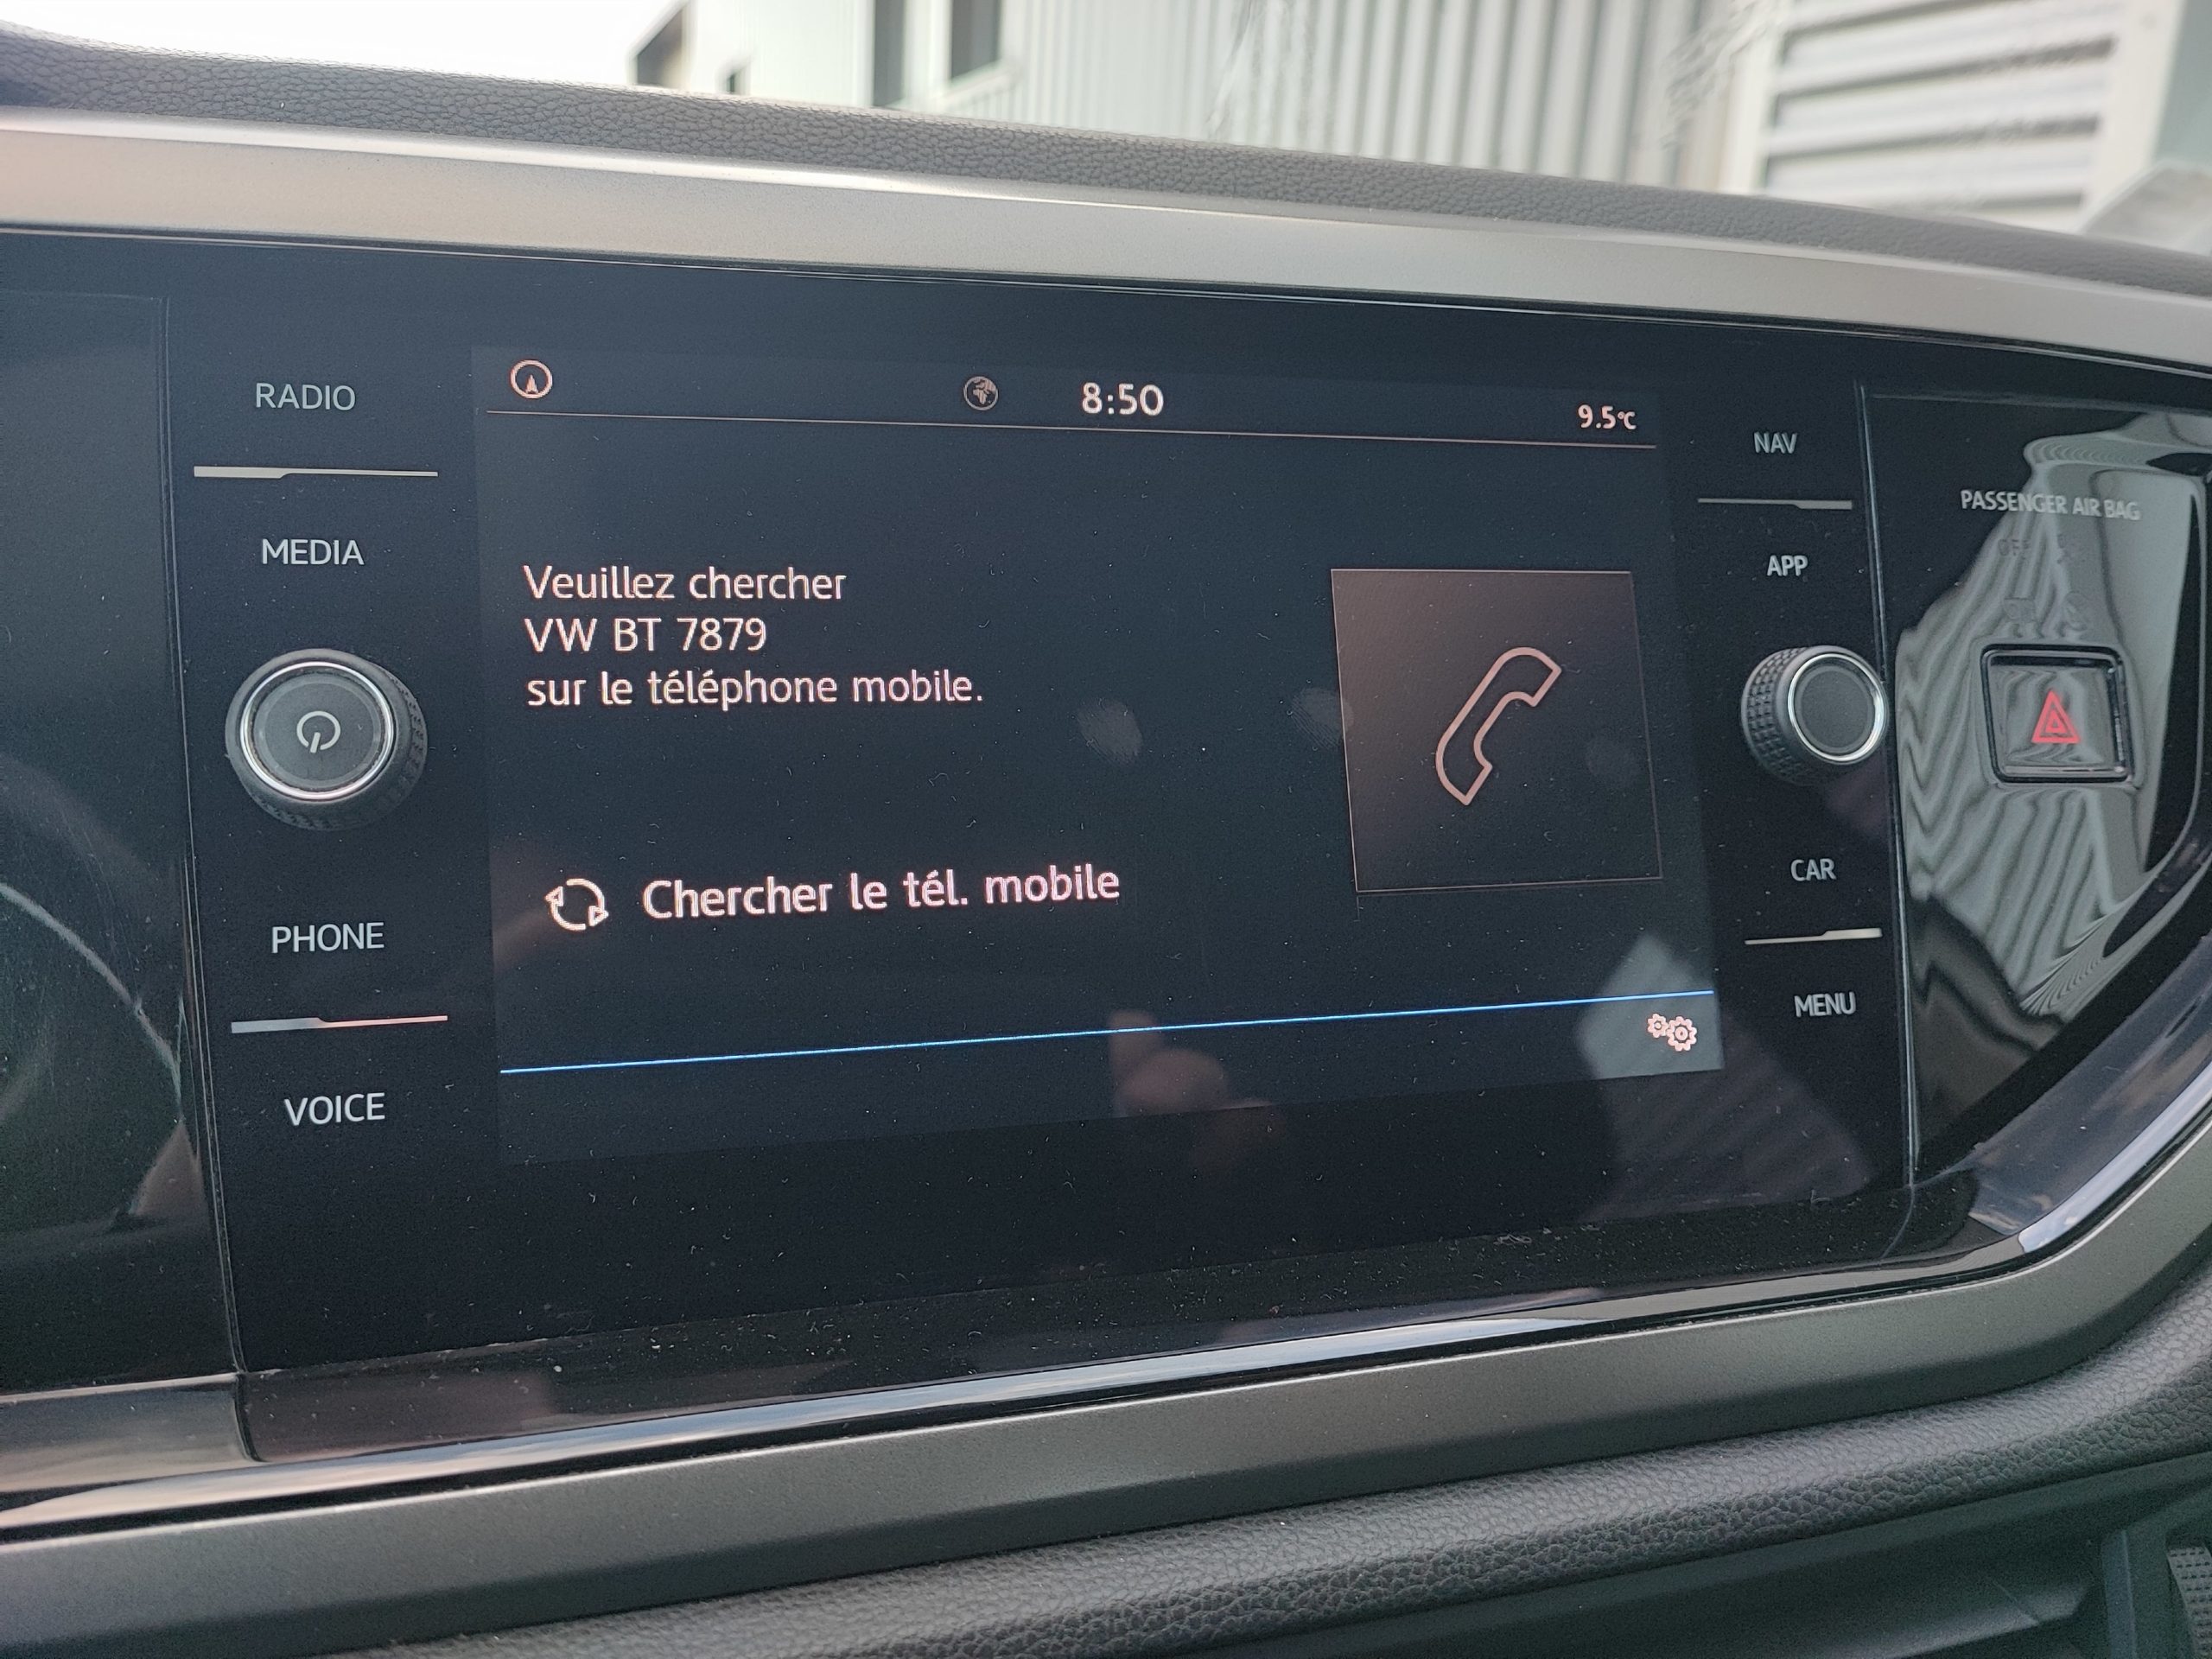 RADIO
MEDIA
PHONE
VOICE
8:50
9.5°C
Veuillez chercher
VW BT 7879
sur le téléphone mobile.
Chercher le tél. mobile
NAV
APP
CAR
MENU
PASSENGER AIR BAG